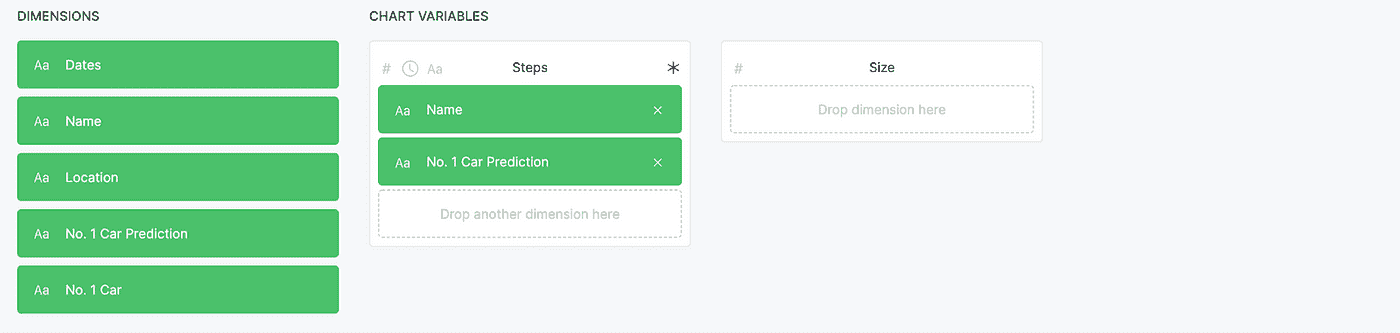 DIMENSIONS
Aa Dates
Aa Name
Aa Location
Aa No. 1 Car Prediction
Aa No. 1 Car
CHART VARIABLES
# Aa Steps *
Aa Name ×
Aa No. 1 Car Prediction ×
Drop another dimension here
# Size
Drop dimension here